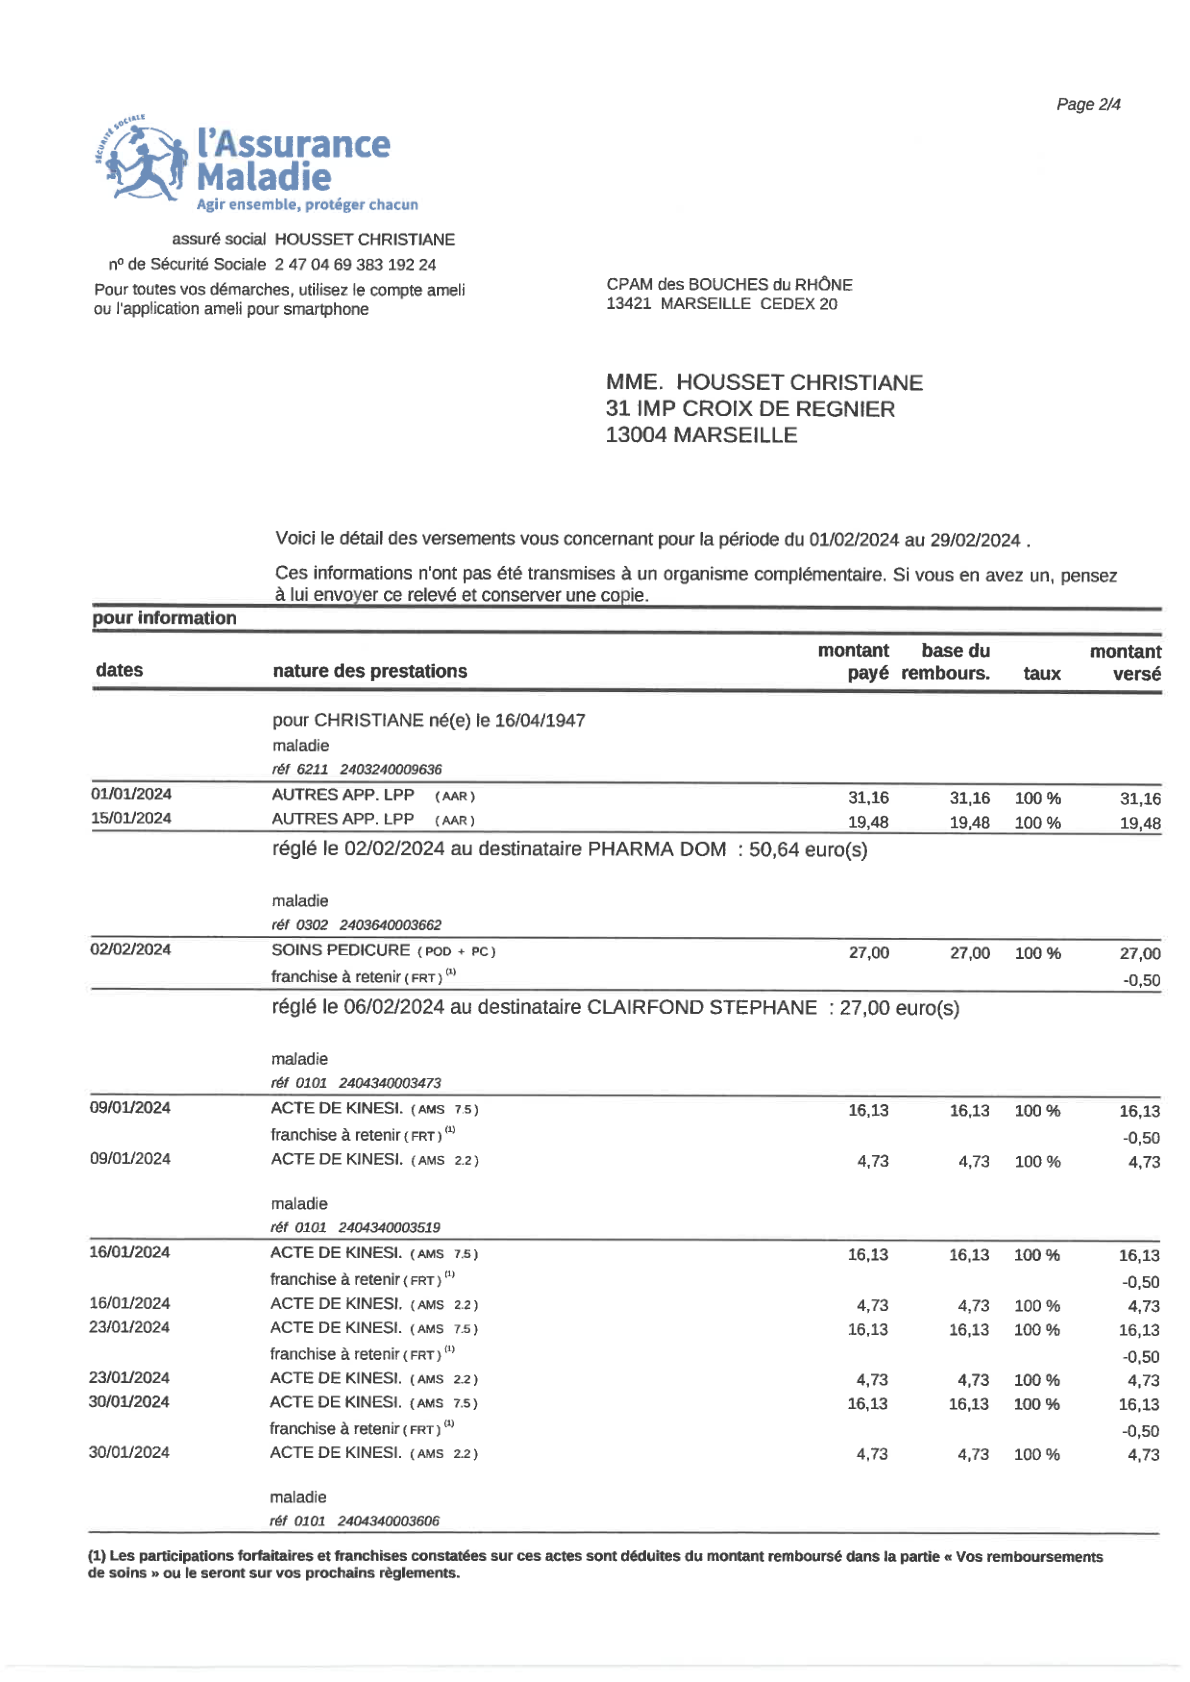 Page 2/4
SÉCURITÉ SOCIALE
l'Assurance
Maladie
Agir ensemble, protéger chacun
assuré social HOUSSET CHRISTIANE
nº de Sécurité Sociale 2 47 04 69 383 192 24
Pour toutes vos démarches, utilisez le compte ameli
ou l'application ameli pour smartphone
CPAM des BOUCHES du RHÔNE
13421 MARSEILLE CEDEX 20
MME. HOUSSET CHRISTIANE
31 IMP CROIX DE REGNIER
13004 MARSEILLE
Voici le détail des versements vous concernant pour la période du 01/02/2024 au 29/02/2024 .
Ces informations n'ont pas été transmises à un organisme complémentaire. Si vous en avez un, pensez
à lui envoyer ce relevé et conserver une copie.
pour information
dates nature des prestations montant payé base du rembours. taux montant versé
pour CHRISTIANE né(e) le 16/04/1947
maladie
réf 6211 2403240009636
01/01/2024 AUTRES APP. LPP (AAR) 31,16 31,16 100 % 31,16
15/01/2024 AUTRES APP. LPP (AAR) 19,48 19,48 100 % 19,48
réglé le 02/02/2024 au destinataire PHARMA DOM : 50,64 euro(s)
maladie
réf 0302 2403640003662
02/02/2024 SOINS PEDICURE (POD + PC) 27,00 27,00 100 % 27,00
franchise à retenir (FRT) (1) -0,50
réglé le 06/02/2024 au destinataire CLAIRFOND STEPHANE : 27,00 euro(s)
maladie
réf 0101 2404340003473
09/01/2024 ACTE DE KINESI. (AMS 7.5) 16,13 16,13 100 % 16,13
franchise à retenir (FRT) (1) -0,50
09/01/2024 ACTE DE KINESI. (AMS 2.2) 4,73 4,73 100 % 4,73
maladie
réf 0101 2404340003519
16/01/2024 ACTE DE KINESI. (AMS 7.5) 16,13 16,13 100 % 16,13
franchise à retenir (FRT) (1) -0,50
16/01/2024 ACTE DE KINESI. (AMS 2.2) 4,73 4,73 100 % 4,73
23/01/2024 ACTE DE KINESI. (AMS 7.5) 16,13 16,13 100 % 16,13
franchise à retenir (FRT) (1) -0,50
23/01/2024 ACTE DE KINESI. (AMS 2.2) 4,73 4,73 100 % 4,73
30/01/2024 ACTE DE KINESI. (AMS 7.5) 16,13 16,13 100 % 16,13
franchise à retenir (FRT) (1) -0,50
30/01/2024 ACTE DE KINESI. (AMS 2.2) 4,73 4,73 100 % 4,73
maladie
réf 0101 2404340003606
(1) Les participations forfaitaires et franchises constatées sur ces actes sont déduites du montant remboursé dans la partie « Vos remboursements
de soins » ou le seront sur vos prochains règlements.